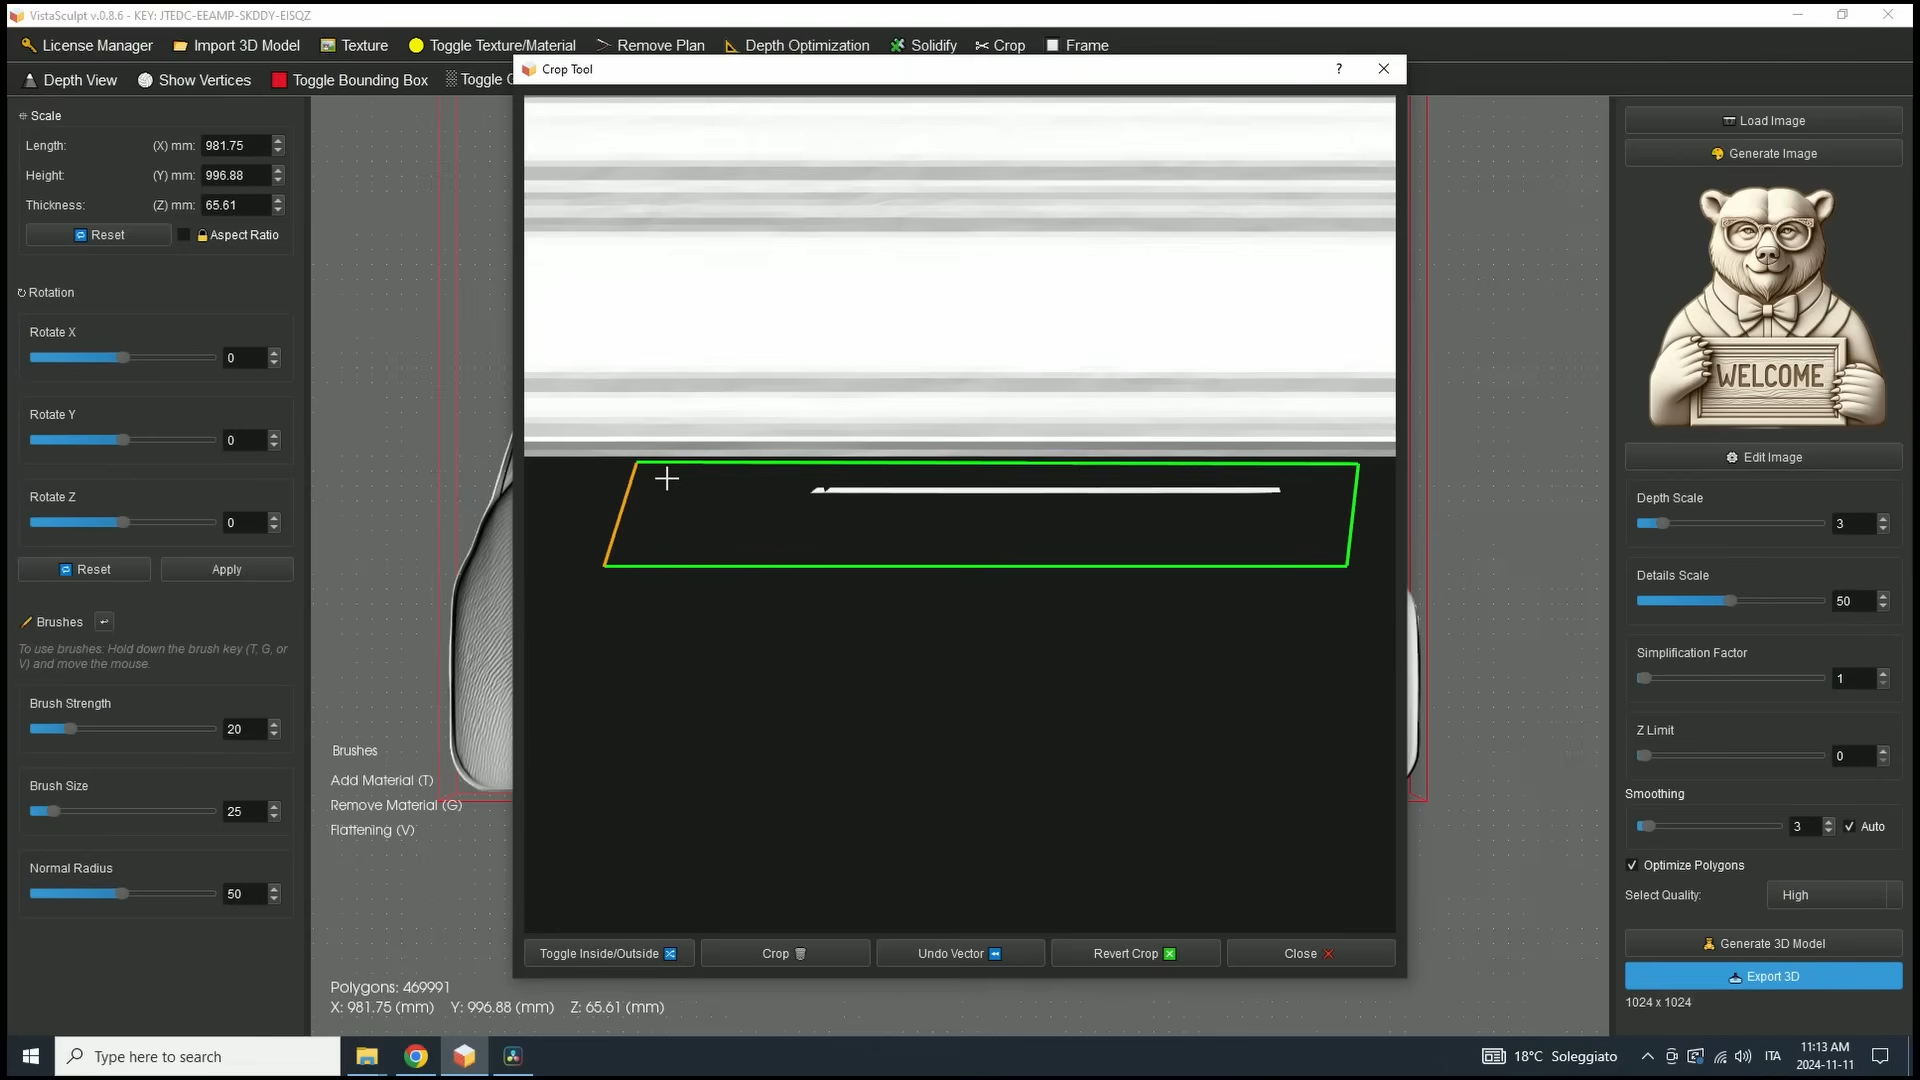 VistaSculpt v.0.8.6 - KEY: JTEDC-EEAMP-SKDDY-EISQZ
License Manager Import 3D Model Texture Toggle Texture/Material Remove Plan Depth Optimization Solidify Crop Frame
Depth View Show Vertices Toggle Bounding Box Toggle
Crop Tool ?
Scale
Length: (X) mm: 981.75
Height: (Y) mm: 996.88
Thickness: (Z) mm: 65.61
Reset Aspect Ratio
Rotation
Rotate X
0
Rotate Y
0
Rotate Z
0
Reset Apply
Brushes
To use brushes: Hold down the brush key (T, G, or
V) and move the mouse.
Brush Strength
20
Brush Size
25
Normal Radius
50
Brushes
Add Material (T)
Remove Material (G)
Flattening (V)
Polygons: 469991
X: 981.75 (mm) Y: 996.88 (mm) Z: 65.61 (mm)
Toggle Inside/Outside Crop Undo Vector Revert Crop Close
Load Image
Generate Image
WELCOME
Edit Image
Depth Scale
3
Details Scale
50
Simplification Factor
1
Z Limit
0
Smoothing
3 Auto
Optimize Polygons
Select Quality: High
Generate 3D Model
Export 3D
1024 x 1024
Type here to search
18°C Soleggiato ITA 11:13 AM
2024-11-11